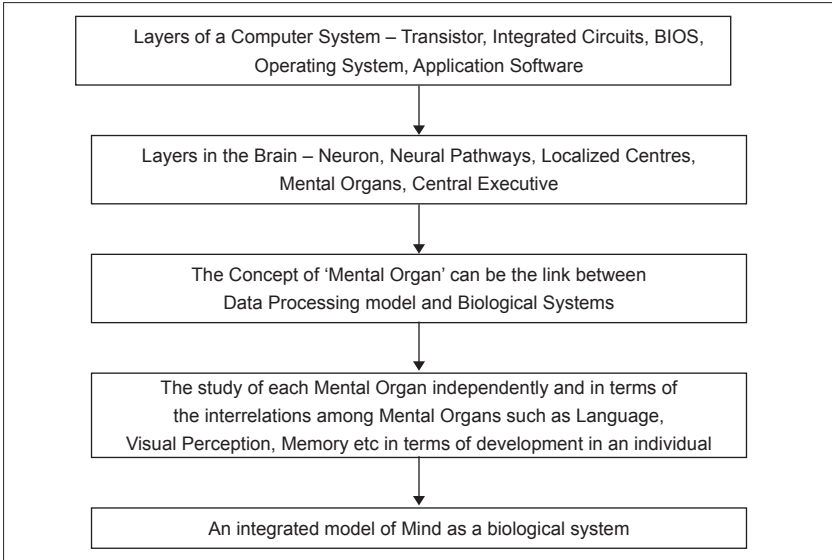 Layers of a Computer System – Transistor, Integrated Circuits, BIOS,
Operating System, Application Software
Layers in the Brain – Neuron, Neural Pathways, Localized Centres,
Mental Organs, Central Executive
The Concept of ‘Mental Organ’ can be the link between
Data Processing model and Biological Systems
The study of each Mental Organ independently and in terms of
the interrelations among Mental Organs such as Language,
Visual Perception, Memory etc in terms of development in an individual
An integrated model of Mind as a biological system